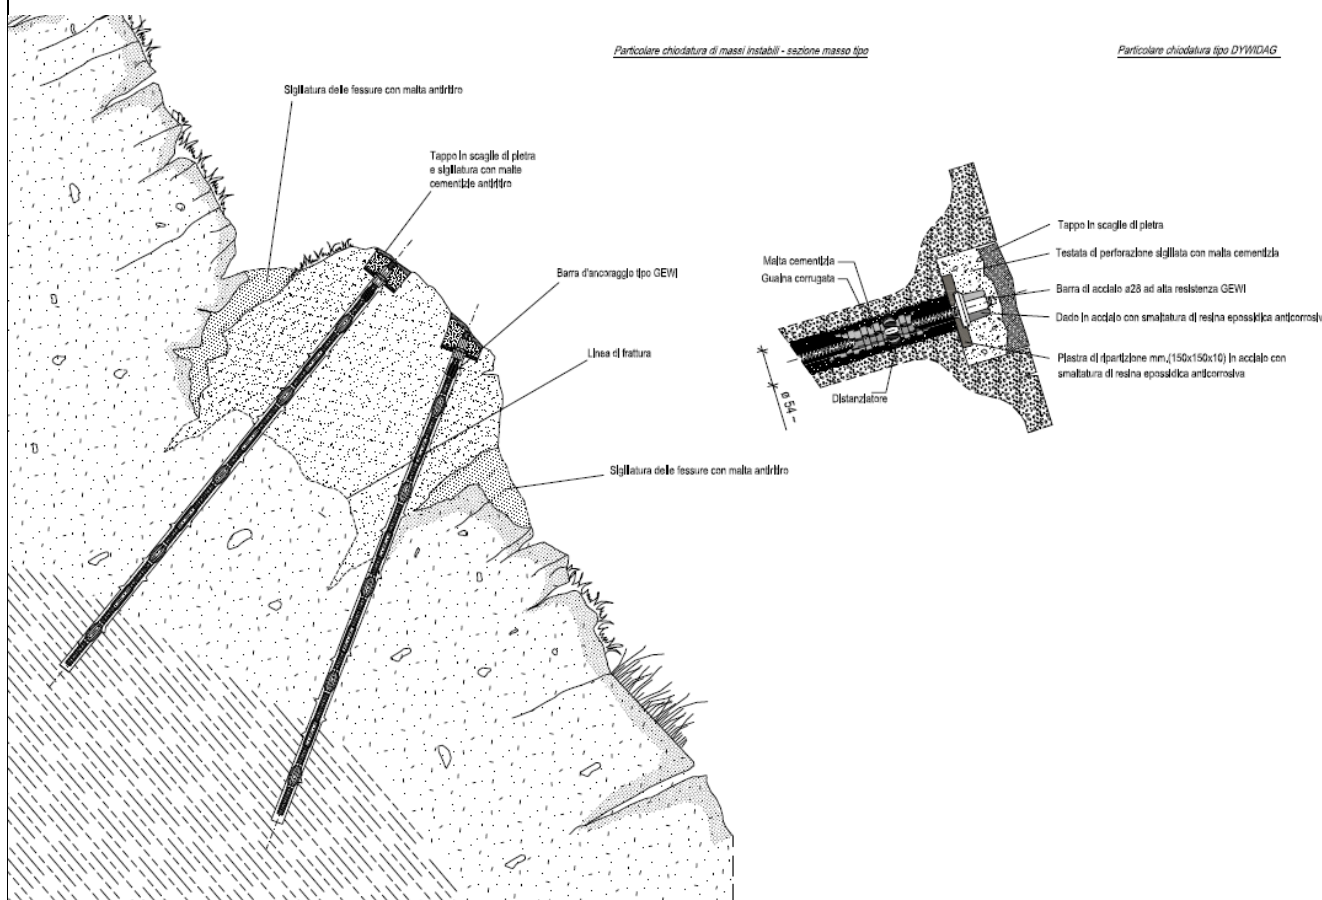 Particolare chiodatura di massi instabili - sezione masso tipo
Particolare chiodatura tipo DYWIDAG
Sigillatura delle fessure con malta antiritiro
Tappo in scaglie di pietra
e sigillatura con malte
cementizie antiritiro
Barra d'ancoraggio tipo GEWI
Linea di frattura
Sigillatura delle fessure con malta antiritiro
Malta cementizia
Guaina corrugata
Distanziatore
ø 54
Tappo in scaglie di pietra
Testata di perforazione sigillata con malta cementizia
Barra di acciaio ø28 ad alta resistenza GEWI
Dado in acciaio con smaltatura di resina epossidica anticorrosiv
Piastra di ripartizione mm.(150x150x10) in acciaio con
smaltatura di resina epossidica anticorrosiva